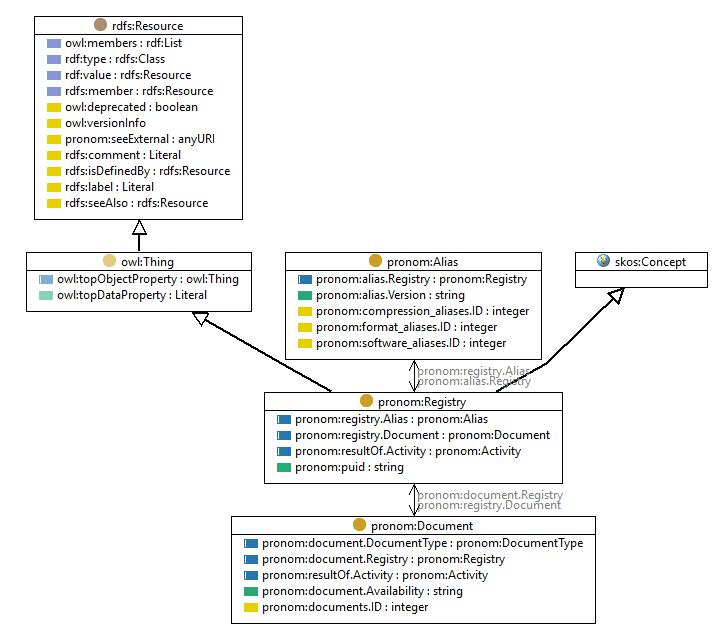 rdfs:Resource
owl:members : rdf:List
rdf:type : rdfs:Class
rdf:value : rdfs:Resource
rdfs:member : rdfs:Resource
owl:deprecated : boolean
owl:versionInfo
pronom:seeExternal : anyURI
rdfs:comment : Literal
rdfs:isDefinedBy : rdfs:Resource
rdfs:label : Literal
rdfs:seeAlso : rdfs:Resource
owl:Thing
owl:topObjectProperty : owl:Thing
owl:topDataProperty : Literal
pronom:Alias
pronom:alias.Registry : pronom:Registry
pronom:alias.Version : string
pronom:compression_aliases.ID : integer
pronom:format_aliases.ID : integer
pronom:software_aliases.ID : integer
skos:Concept
pronom:registry.Alias
pronom:alias.Registry
pronom:Registry
pronom:registry.Alias : pronom:Alias
pronom:registry.Document : pronom:Document
pronom:resultOf.Activity : pronom:Activity
pronom:puid : string
pronom:document.Registry
pronom:registry.Document
pronom:Document
pronom:document.DocumentType : pronom:DocumentType
pronom:document.Registry : pronom:Registry
pronom:resultOf.Activity : pronom:Activity
pronom:document.Availability : string
pronom:documents.ID : integer